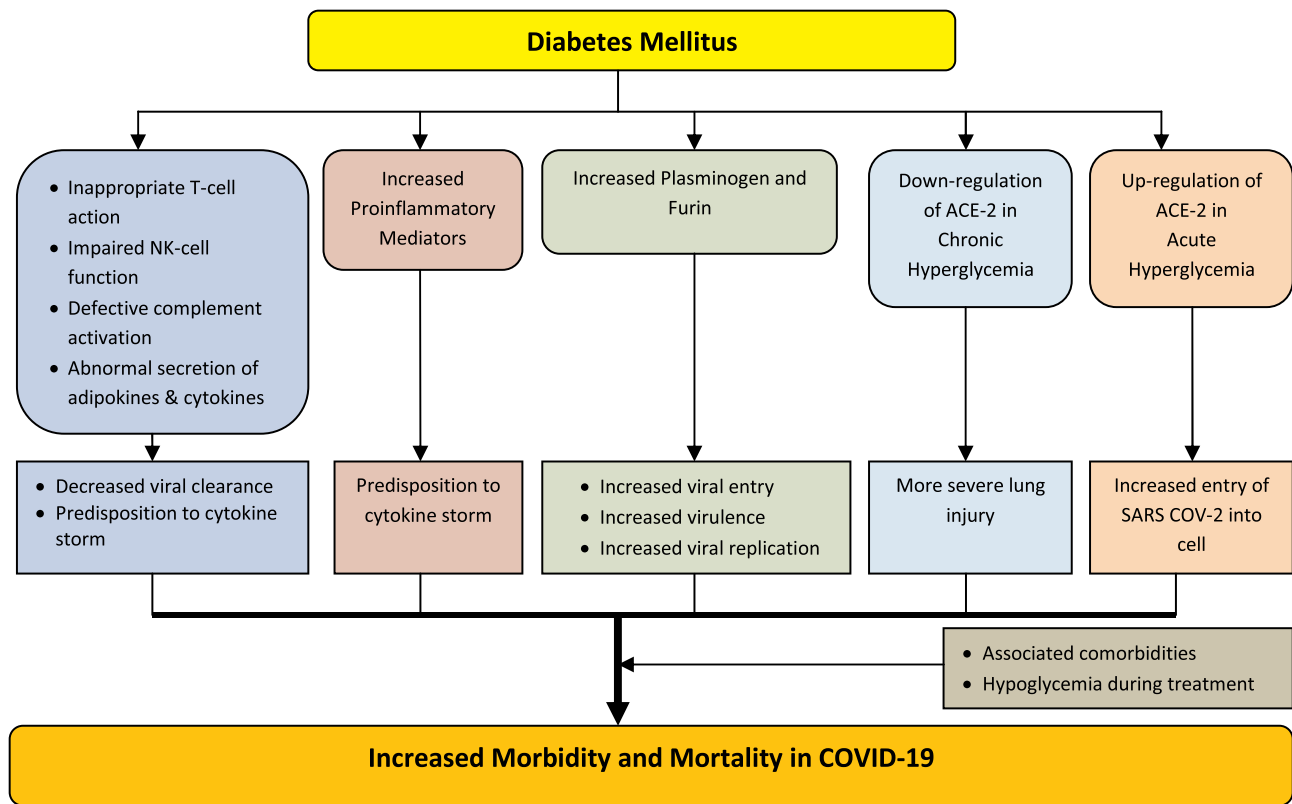 Diabetes Mellitus
• Inappropriate T-cell
action
• Impaired NK-cell
function
• Defective complement
activation
• Abnormal secretion of
adipokines & cytokines
Increased
Proinflammatory
Mediators
Increased Plasminogen and
Furin
Down-regulation
of ACE-2 in
Chronic
Hyperglycemia
Up-regulation of
ACE-2 in
Acute
Hyperglycemia
• Decreased viral clearance
• Predisposition to cytokine
storm
Predisposition to
cytokine storm
• Increased viral entry
• Increased virulence
• Increased viral replication
More severe lung
injury
Increased entry of
SARS COV-2 into
cell
• Associated comorbidities
• Hypoglycemia during treatment
Increased Morbidity and Mortality in COVID-19